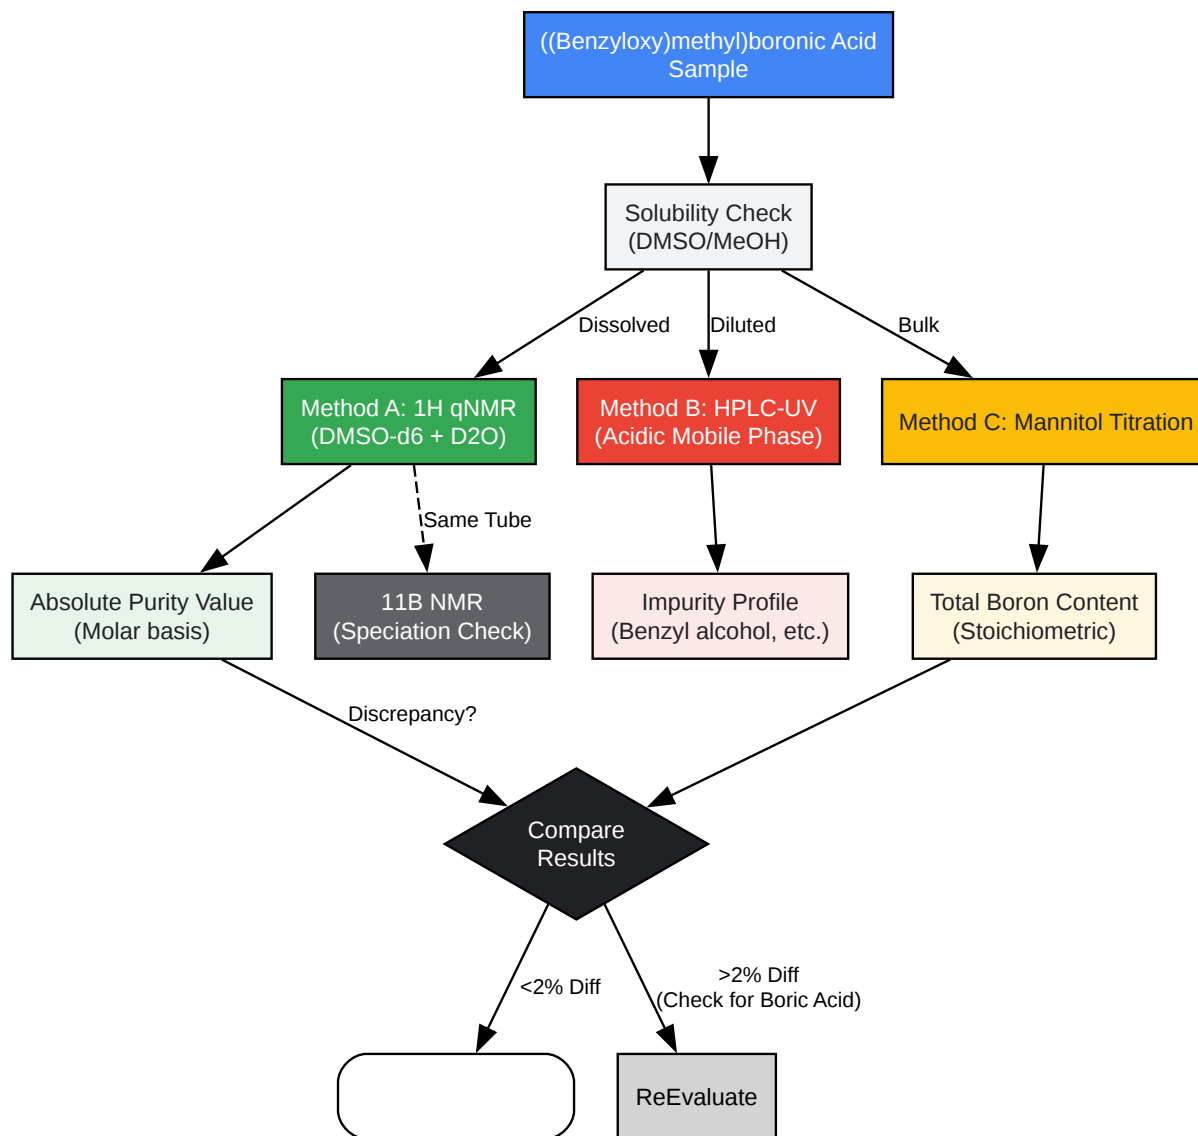 ((Benzyloxy)methyl)boronic Acid
Sample
Solubility Check
(DMSO/MeOH)
Dissolved
Diluted
Bulk
Method A: 1H qNMR
(DMSO-d6 + D2O)
Method B: HPLC-UV
(Acidic Mobile Phase)
Method C: Mannitol Titration
Same Tube
Absolute Purity Value
(Molar basis)
11B NMR
(Speciation Check)
Impurity Profile
(Benzyl alcohol, etc.)
Total Boron Content
(Stoichiometric)
Discrepancy?
Compare
Results
<2% Diff
>2% Diff
(Check for Boric Acid)
ReEvaluate